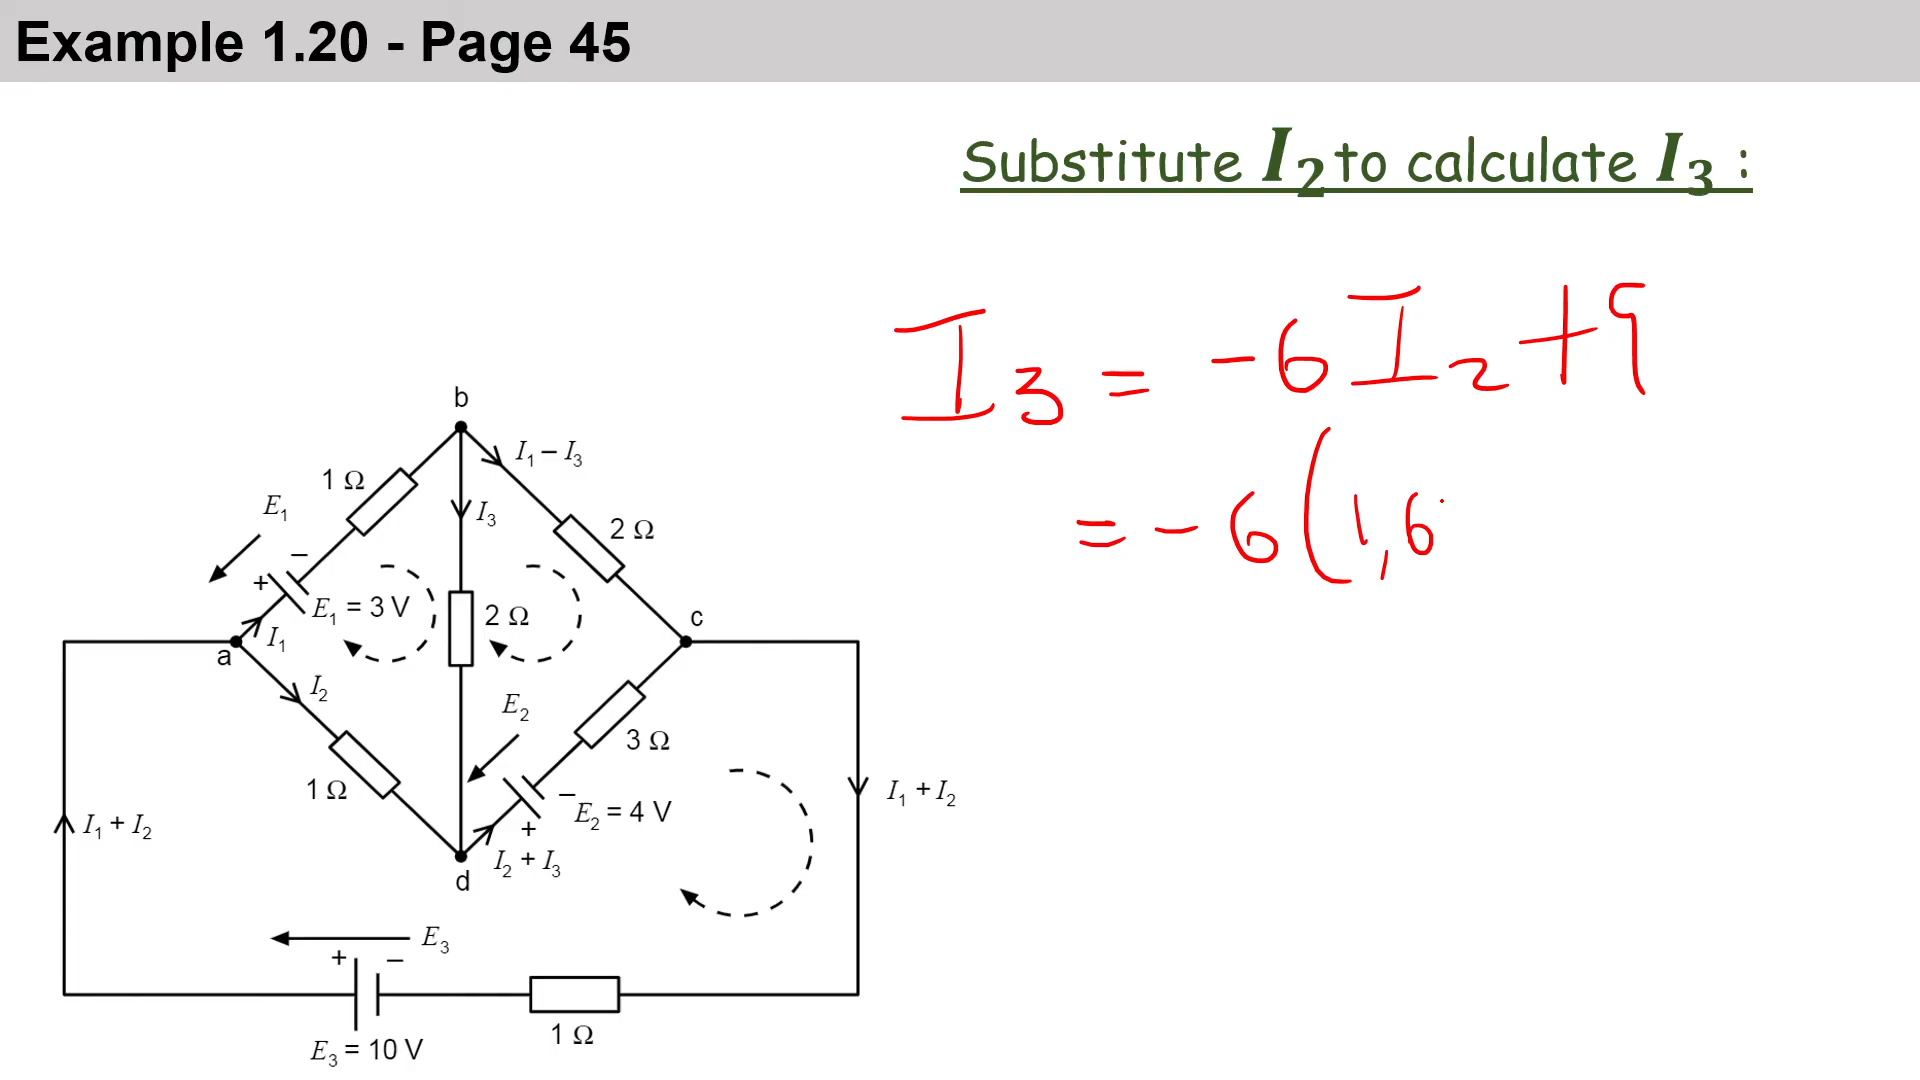 Example 1.20 - Page 45
Substitute I₂ to calculate I₃ :
I₃ = -6I₂+9
= -6(1,6
b
I₁ – I₃
1 Ω
E₁
I₃
2 Ω
–
+
E₁ = 3 V
2 Ω
c
I₁
a
I₂
E₂
3 Ω
1 Ω
–
E₂ = 4 V
+
I₁ + I₂
I₁ + I₂
I₂ + I₃
d
E₃
+
–
1 Ω
E₃ = 10 V